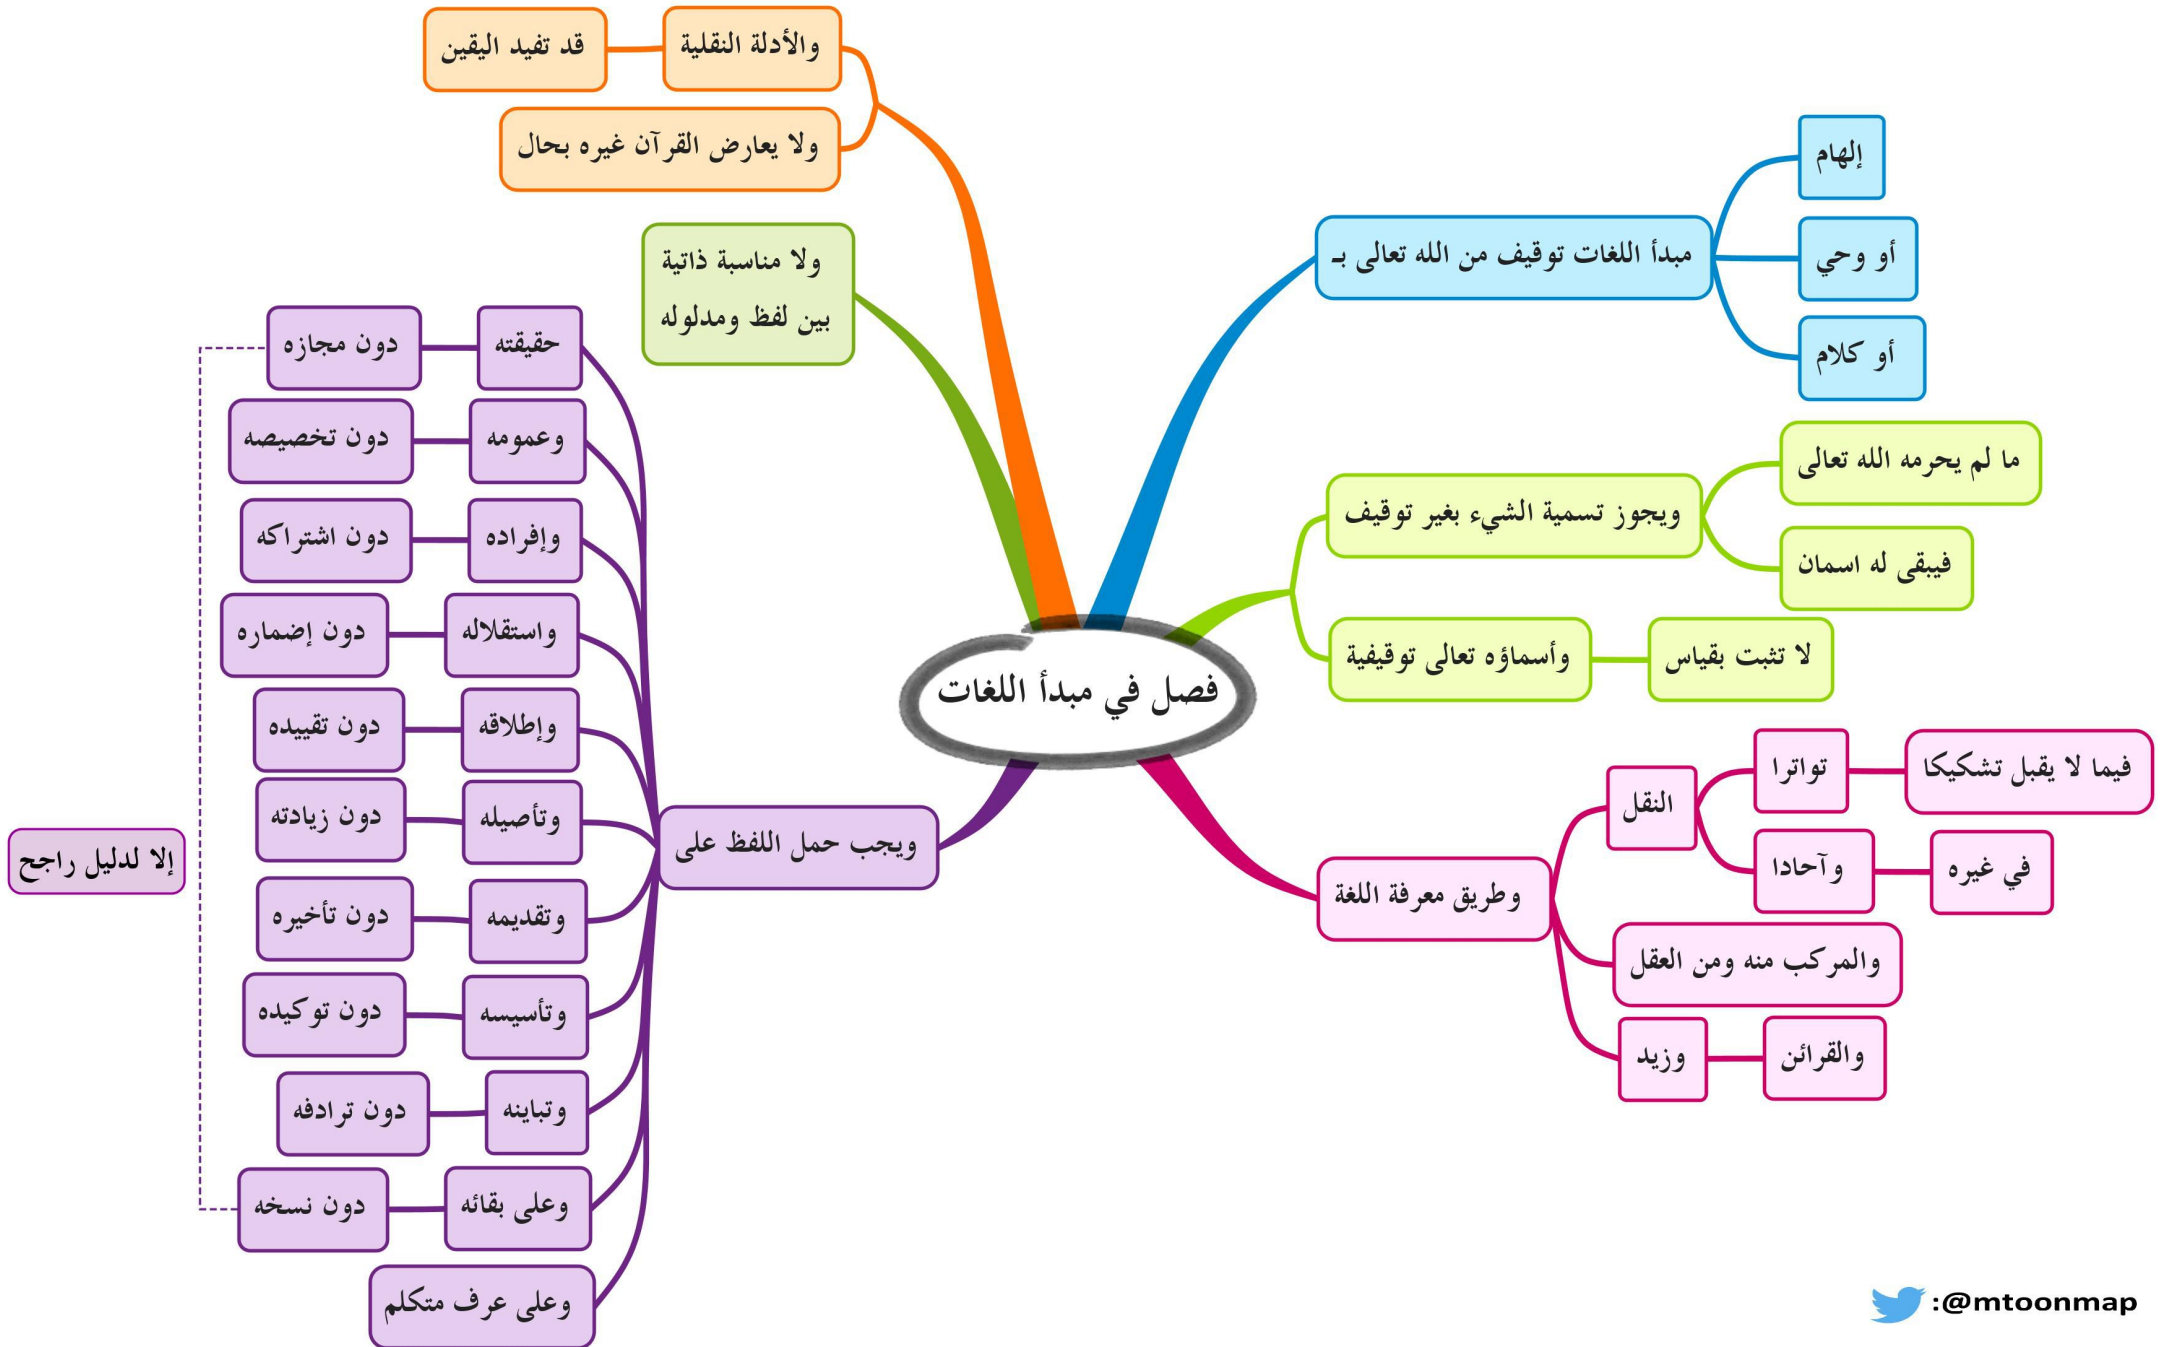 فصل في مبدأ اللغات
مبدأ اللغات توقيف من الله تعالى بـ
إلهام
أو وحي
أو كلام
ويجوز تسمية الشيء بغير توقيف
ما لم يحرمه الله تعالى
فيبقى له اسمان
وأسماؤه تعالى توقيفية
لا تثبت بقياس
وطريق معرفة اللغة
النقل
تواترا
فيما لا يقبل تشكيكا
وآحادا
في غيره
والمركب منه ومن العقل
وزيد
والقرائن
والأدلة النقلية
قد تفيد اليقين
ولا يعارض القرآن غيره بحال
ولا مناسبة ذاتية
بين لفظ ومدلوله
ويجب حمل اللفظ على
حقيقته
دون مجازه
وعمومه
دون تخصيصه
وإفراده
دون اشتراكه
واستقلاله
دون إضماره
وإطلاقه
دون تقييده
وتأصيله
دون زيادته
وتقديمه
دون تأخيره
وتأسيسه
دون توكيده
وتباينه
دون ترادفه
وعلى بقائه
دون نسخه
إلا لدليل راجح
وعلى عرف متكلم
:@mtoonmap